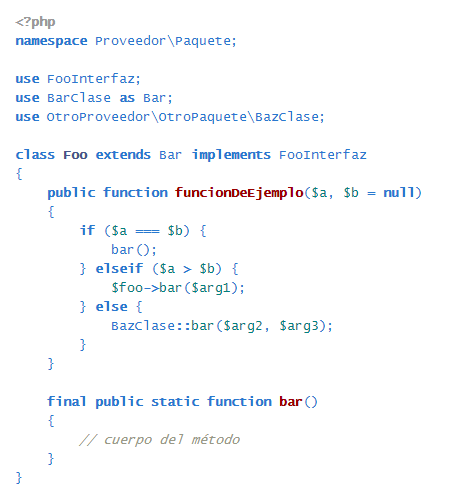 <?php
namespace Proveedor\Paquete;

use FooInterfaz;
use BarClase as Bar;
use OtroProveedor\OtroPaquete\BazClase;

class Foo extends Bar implements FooInterfaz
{
    public function funcionDeEjemplo($a, $b = null)
    {
        if ($a === $b) {
            bar();
        } elseif ($a > $b) {
            $foo->bar($arg1);
        } else {
            BazClase::bar($arg2, $arg3);
        }
    }

    final public static function bar()
    {
        // cuerpo del método
    }
}